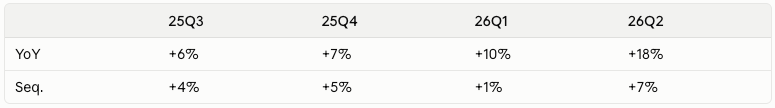 25Q3 25Q4 26Q1 26Q2
YoY +6% +7% +10% +18%
Seq. +4% +5% +1% +7%